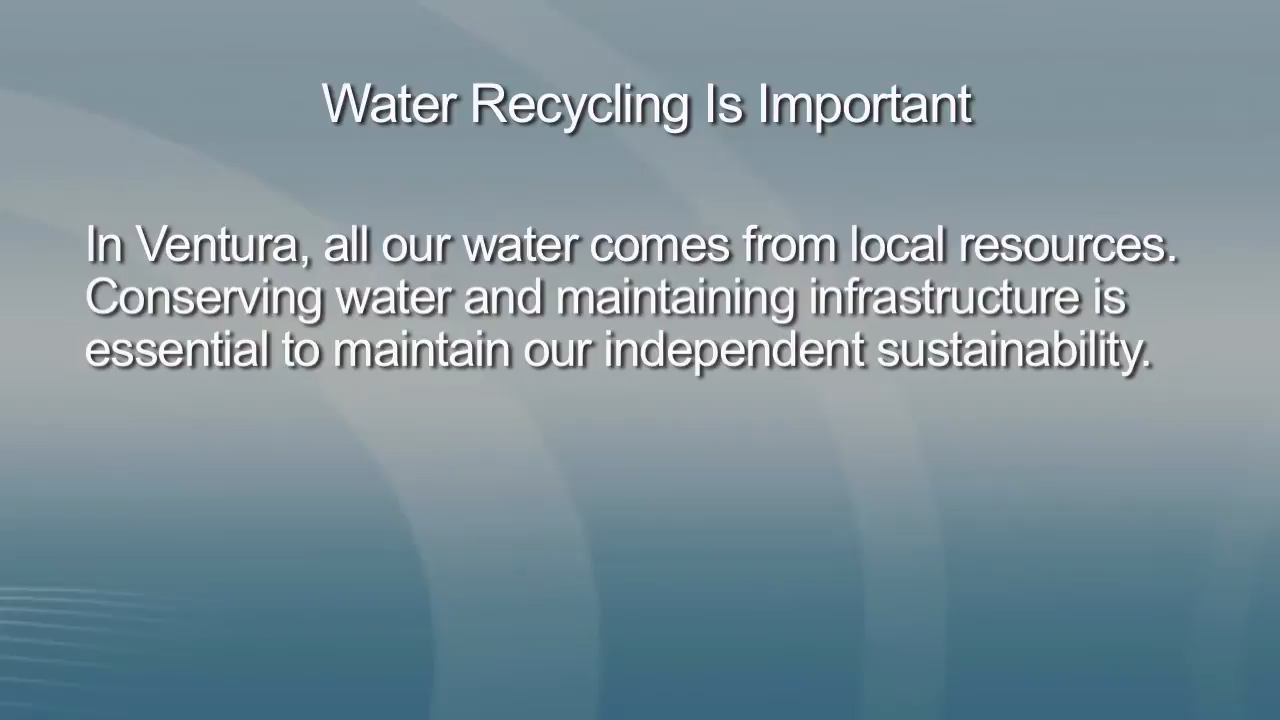 Water Recycling Is Important
In Ventura, all our water comes from local resources.
Conserving water and maintaining infrastructure is
essential to maintain our independent sustainability.